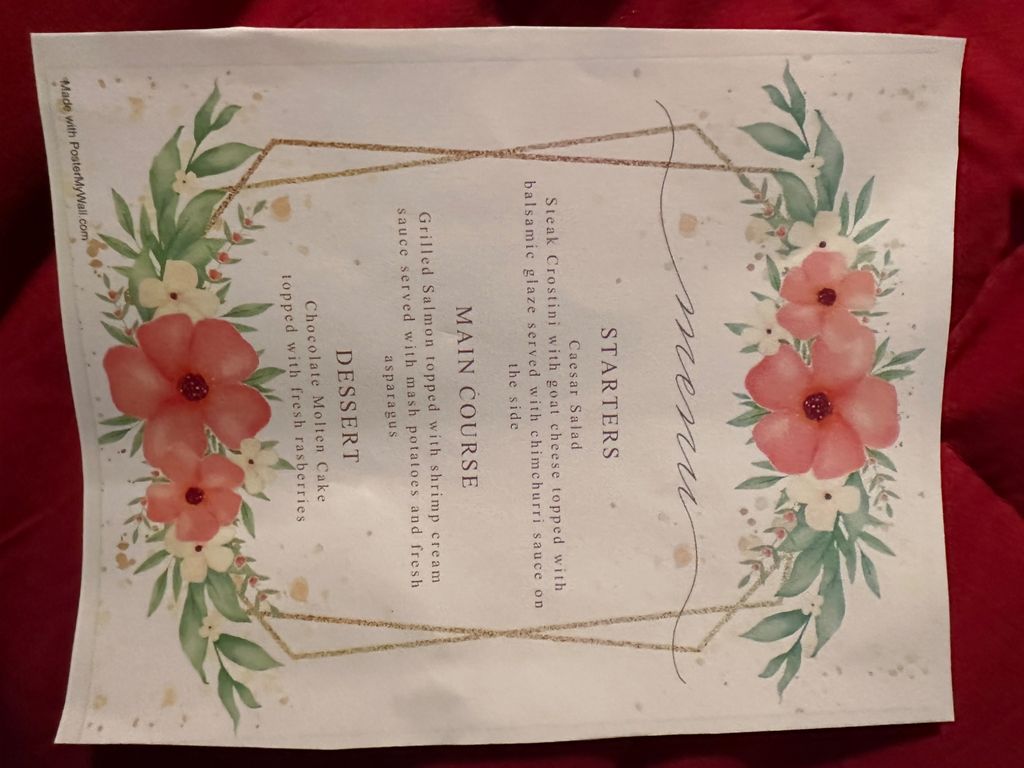 menu
STARTERS
Caesar Salad
Steak Crostini with goat cheese topped with
balsamic glaze served with chimchurri sauce on
the side
MAIN COURSE
Grilled Salmon topped with shrimp cream
sauce served with mash potatoes and fresh
asparagus
DESSERT
Chocolate Molten Cake
topped with fresh rasberries
Made with PosterMyWall.com